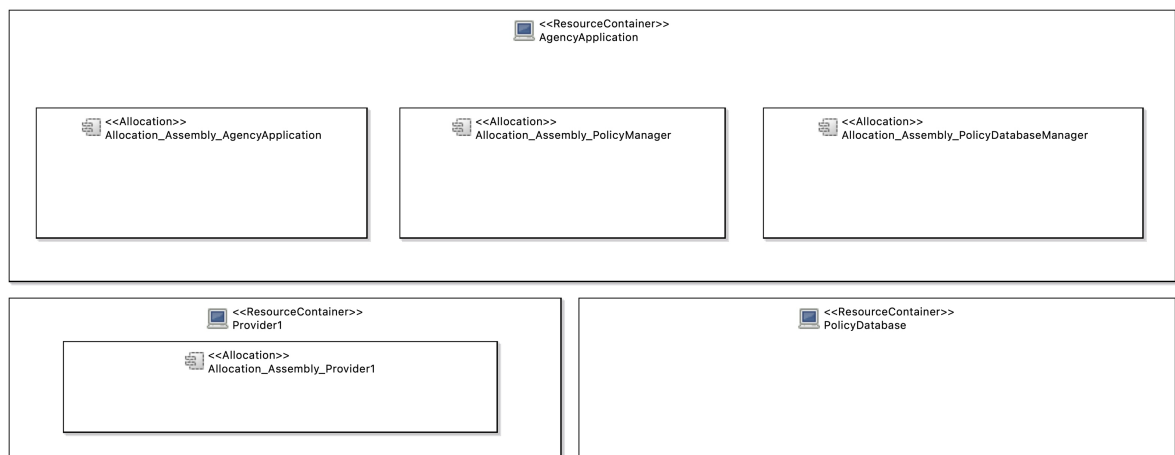 <<ResourceContainer>>
AgencyApplication
<<Allocation>>
Allocation_Assembly_AgencyApplication
<<Allocation>>
Allocation_Assembly_PolicyManager
<<Allocation>>
Allocation_Assembly_PolicyDatabaseManager
<<ResourceContainer>>
Provider1
<<Allocation>>
Allocation_Assembly_Provider1
<<ResourceContainer>>
PolicyDatabase